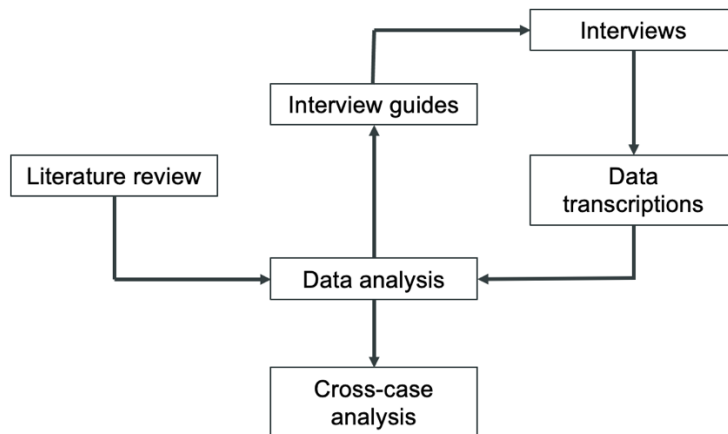 Interviews
Interview guides
Literature review
Data
transcriptions
Data analysis
Cross-case
analysis